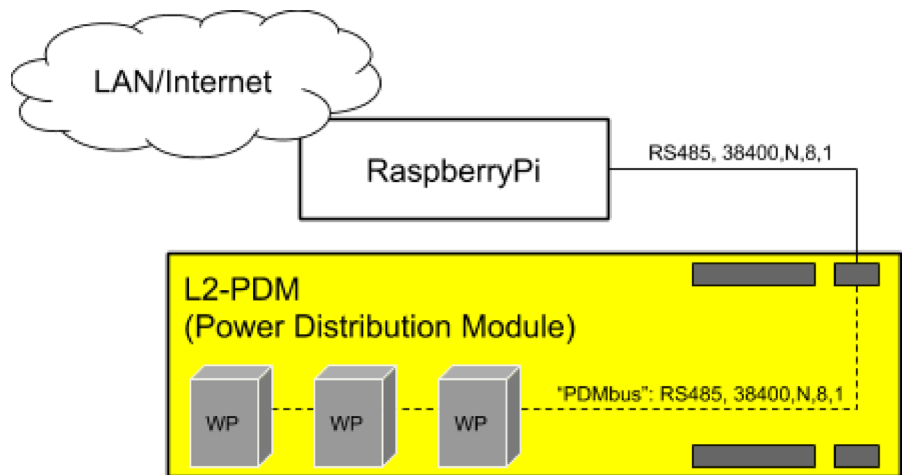 LAN/Internet
RaspberryPi
RS485, 38400,N,8,1
L2-PDM
(Power Distribution Module)
WP
WP
WP
"PDMbus": RS485, 38400,N,8,1